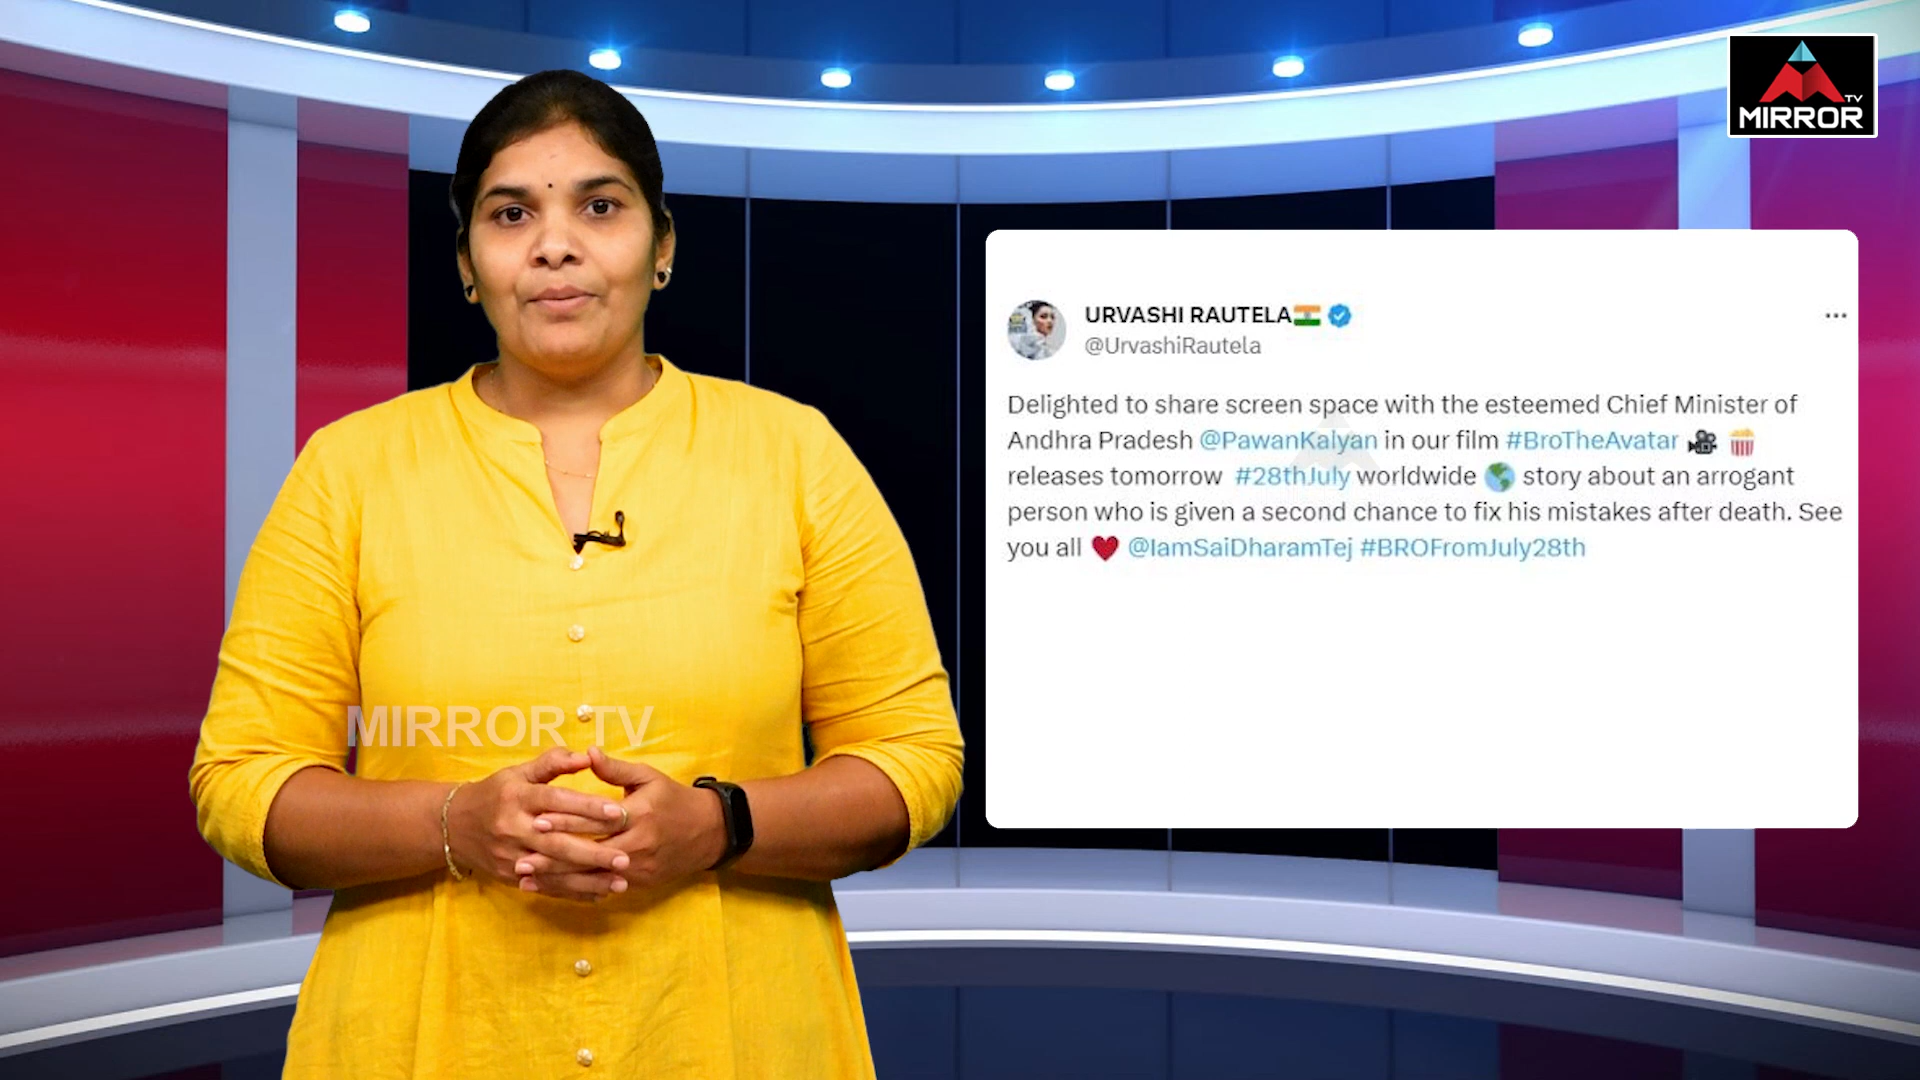 TV
MIRROR
URVASHI RAUTELA
@UrvashiRautela
Delighted to share screen space with the esteemed Chief Minister of
Andhra Pradesh @PawanKalyan in our film #BroTheAvatar 🎥 🍿
releases tomorrow #28thJuly worldwide 🌎 story about an arrogant
person who is given a second chance to fix his mistakes after death. See
you all ♥️ @IamSaiDharamTej #BROFromJuly28th
MIRROR TV